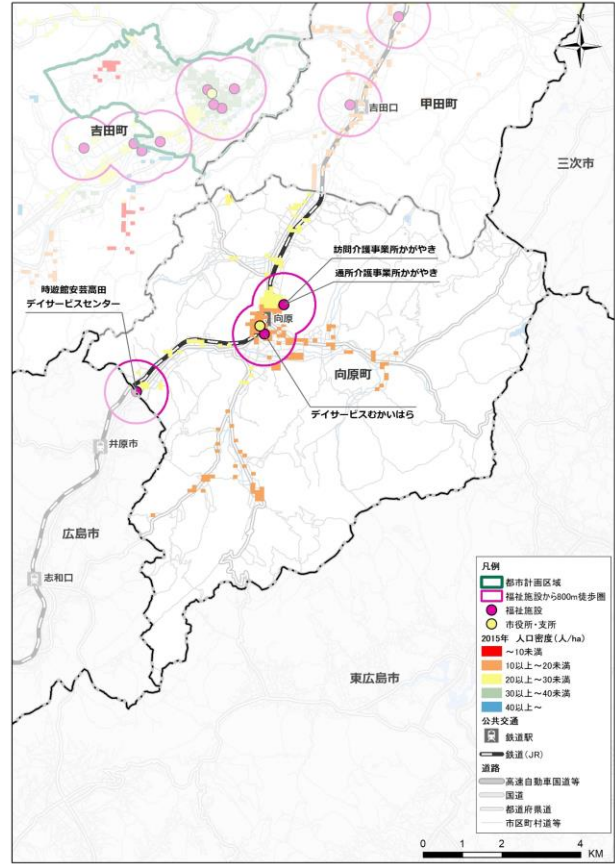 吉田口
甲田町
吉田町
三次市
訪問介護事業所かがやき
通所介護事業所かがやき
時遊館安芸高田
デイサービスセンター
向原
向原町
デイサービスむかいはら
井原市
広島市
志和口
東広島市
凡例
都市計画区域
福祉施設から800m徒歩圏
福祉施設
市役所・支所
2015年 人口密度(人/ha)
~10未満
10以上~20未満
20以上~30未満
30以上~40未満
40以上~
公共交通
鉄道駅
鉄道(JR)
道路
高速自動車国道等
国道
都道府県道
市区町村道等
0 1 2 4
KM